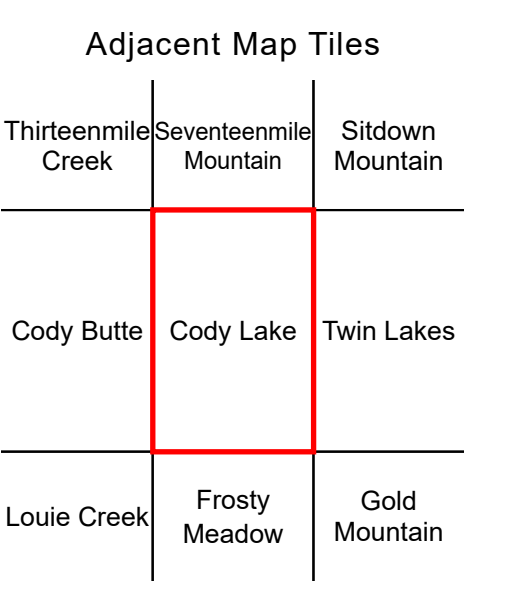 Adjacent Map Tiles
Thirteenmile
Creek
Seventeenmile
Mountain
Sitdown
Mountain
Cody Butte
Cody Lake
Twin Lakes
Louie Creek
Frosty
Meadow
Gold
Mountain